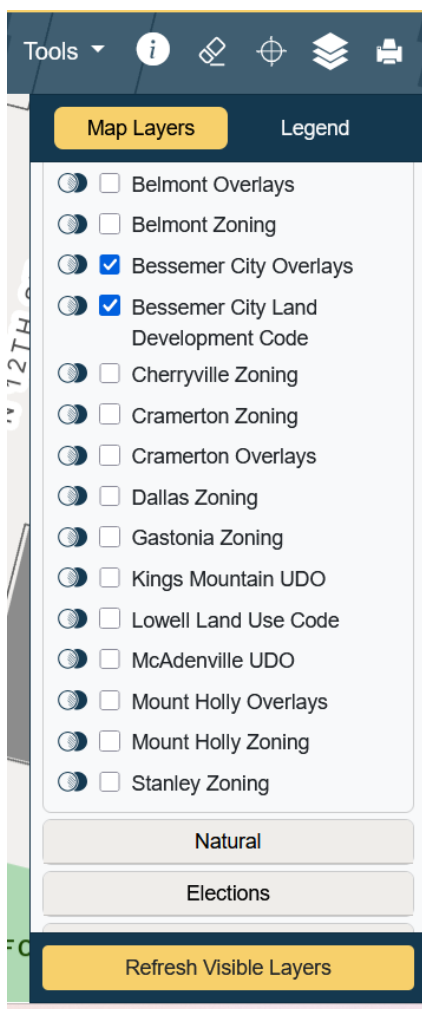 Tools
i
Map Layers
Legend
Belmont Overlays
Belmont Zoning
Bessemer City Overlays
Bessemer City Land
Development Code
Cherryville Zoning
Cramerton Zoning
Cramerton Overlays
Dallas Zoning
Gastonia Zoning
Kings Mountain UDO
Lowell Land Use Code
McAdenville UDO
Mount Holly Overlays
Mount Holly Zoning
Stanley Zoning
Natural
Elections
Refresh Visible Layers
N 12TH